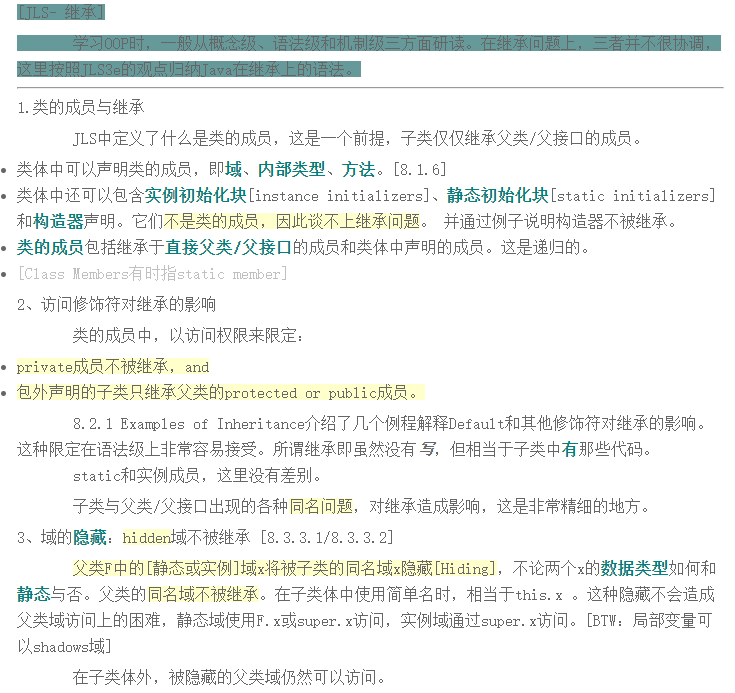 [JLS- 继承]
学习OOP时，一般从概念级、语法级和机制级三方面研读。在继承问题上，三者并不很协调，
这里按照JLS3e的观点归纳Java在继承上的语法。
1.类的成员与继承
JLS中定义了什么是类的成员，这是一个前提，子类仅仅继承父类/父接口的成员。
类体中可以声明类的成员，即域、内部类型、方法。[8.1.6]
类体中还可以包含实例初始化块[instance initializers]、静态初始化块[static initializers]
和构造器声明。它们不是类的成员，因此谈不上继承问题。 并通过例子说明构造器不被继承。
类的成员包括继承于直接父类/父接口的成员和类体中声明的成员。这是递归的。
[Class Members有时指static member]
2、访问修饰符对继承的影响
类的成员中，以访问权限来限定：
private成员不被继承，and
包外声明的子类只继承父类的protected or public成员。
8.2.1 Examples of Inheritance介绍了几个例程解释Default和其他修饰符对继承的影响。
这种限定在语法级上非常容易接受。所谓继承即虽然没有 写，但相当于子类中有那些代码。
static和实例成员，这里没有差别。
子类与父类/父接口出现的各种同名问题，对继承造成影响，这是非常精细的地方。
3、域的隐藏：hidden域不被继承 [8.3.3.1/8.3.3.2]
父类F中的[静态或实例]域x将被子类的同名域x隐藏[Hiding]，不论两个x的数据类型如何和
静态与否。父类的同名域不被继承。在子类体中使用简单名时，相当于this.x 。这种隐藏不会造成
父类域访问上的困难，静态域使用F.x或super.x访问，实例域通过super.x访问。[BTW：局部变量可
以shadows域]
在子类体外，被隐藏的父类域仍然可以访问。